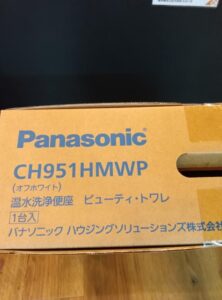 Panasonic
CH951HMWP
(オフホワイト)
温水洗浄便座 ビューティ・トワレ
1台入
パナソニック ハウジングソリューションズ株式会